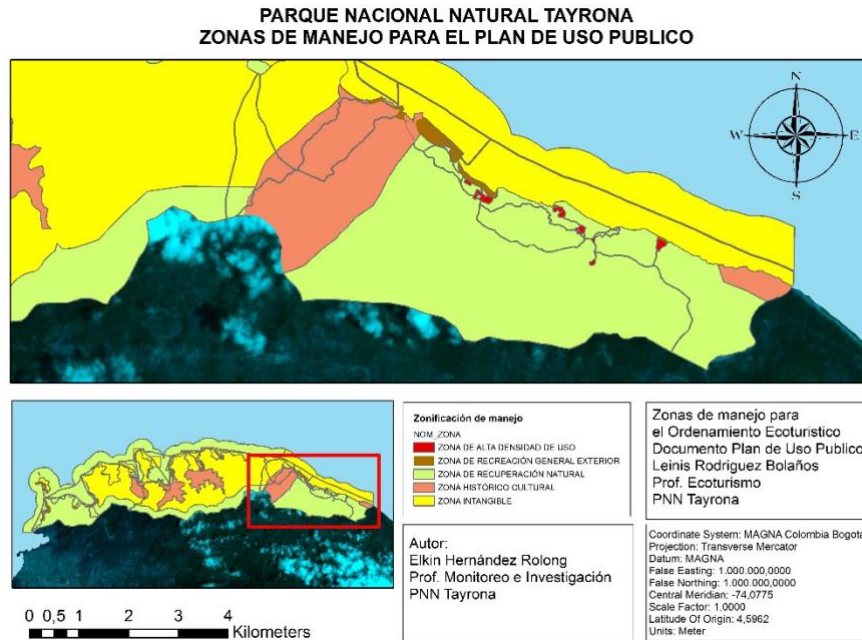 PARQUE NACIONAL NATURAL TAYRONA
ZONAS DE MANEJO PARA EL PLAN DE USO PUBLICO
N
W
E
S
Zonificación de manejo
NOM_ZONA
ZONA DE ALTA DENSIDAD DE USO
ZONA DE RECREACIÓN GENERAL EXTERIOR
ZONA DE RECUPERACIÓN NATURAL
ZONA HISTÓRICO CULTURAL
ZONA INTANGIBLE
Zonas de manejo para
el Ordenamiento Ecoturistico
Documento Plan de Uso Publico
Leinis Rodriguez Bolaños
Prof. Ecoturismo
PNN Tayrona
Autor:
Elkin Hernández Rolong
Prof. Monitoreo e Investigación
PNN Tayrona
Coordinate System: MAGNA Colombia Bogota
Projection: Transverse Mercator
Datum: MAGNA
False Easting: 1.000.000,0000
False Northing: 1.000.000,0000
Central Meridian: -74,0775
Scale Factor: 1,0000
Latitude Of Origin: 4,5962
Units: Meter
0 0,5 1 2 3 4
Kilometers